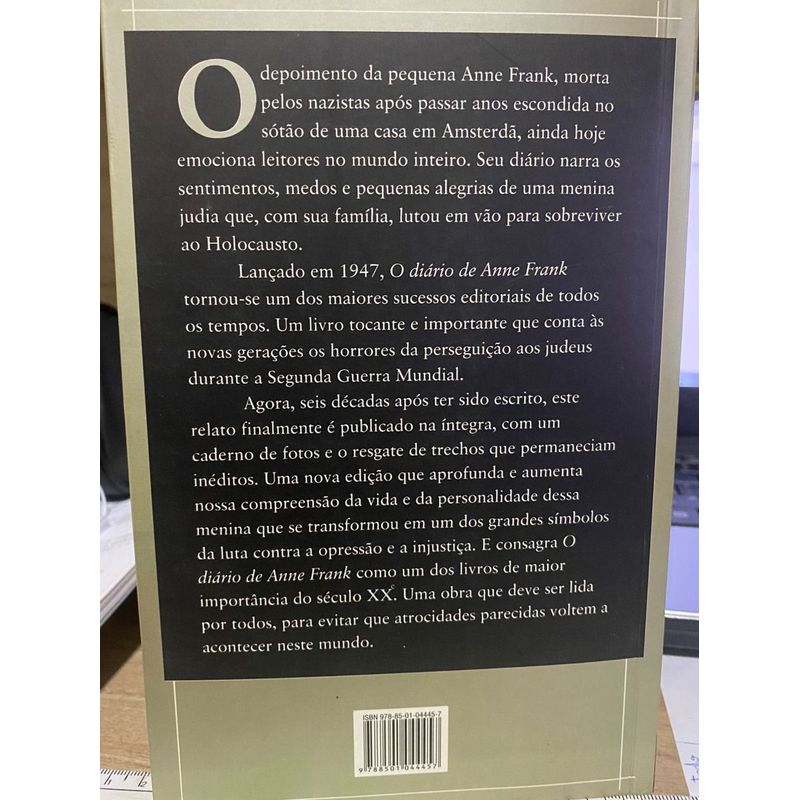 O depoimento da pequena Anne Frank, morta
pelos nazistas após passar anos escondida no
sótão de uma casa em Amsterdã, ainda hoje
emociona leitores no mundo inteiro. Seu diário narra os
sentimentos, medos e pequenas alegrias de uma menina
judia que, com sua família, lutou em vão para sobreviver
ao Holocausto.
Lançado em 1947, O diário de Anne Frank
tornou-se um dos maiores sucessos editoriais de todos
os tempos. Um livro tocante e importante que conta às
novas gerações os horrores da perseguição aos judeus
durante a Segunda Guerra Mundial.
Agora, seis décadas após ter sido escrito, este
relato finalmente é publicado na íntegra, com um
caderno de fotos e o resgate de trechos que permaneciam
inéditos. Uma nova edição que aprofunda e aumenta
nossa compreensão da vida e da personalidade dessa
menina que se transformou em um dos grandes símbolos
da luta contra a opressão e a injustiça. E consagra O
diário de Anne Frank como um dos livros de maior
importância do século XX. Uma obra que deve ser lida
por todos, para evitar que atrocidades parecidas voltem a
acontecer neste mundo.
ISBN 978-85-01-04445-7
9 788501 044457